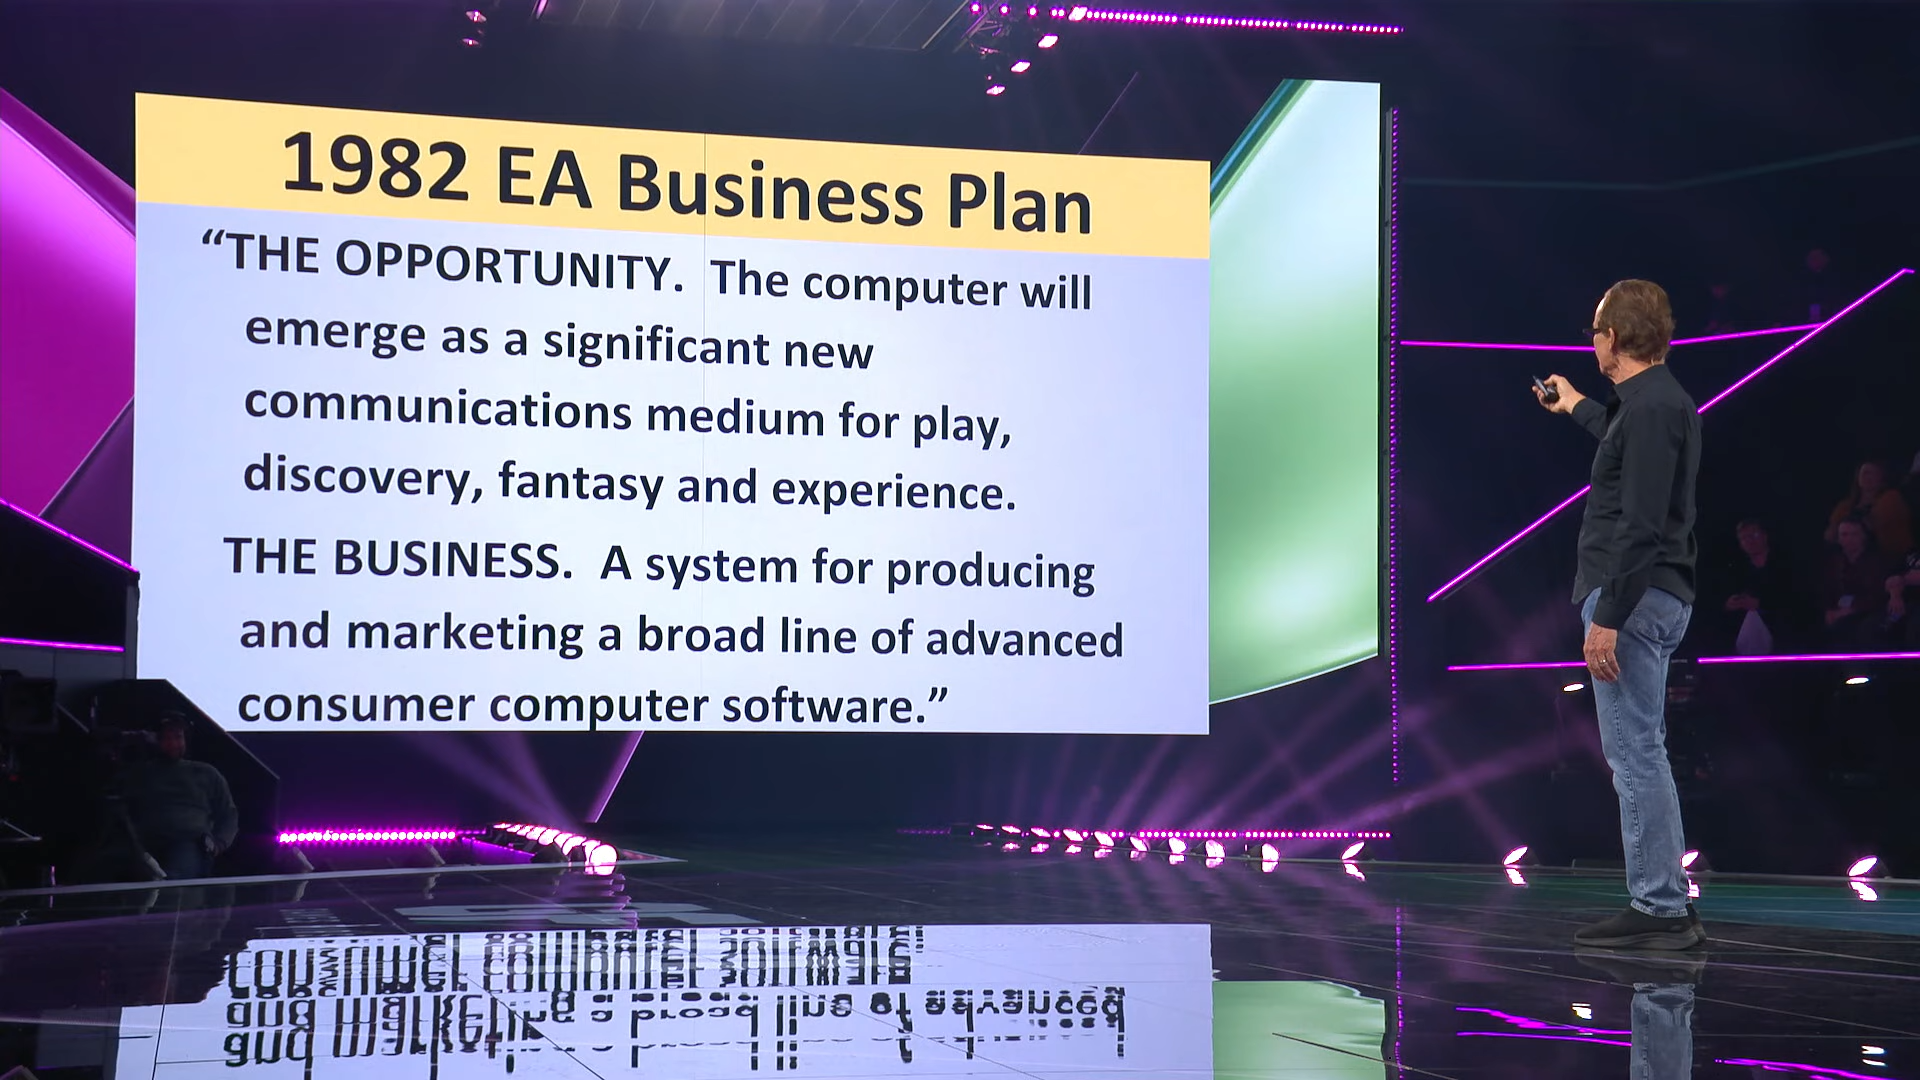 1982 EA Business Plan
“THE OPPORTUNITY. The computer will
emerge as a significant new
communications medium for play,
discovery, fantasy and experience.
THE BUSINESS. A system for producing
and marketing a broad line of advanced
consumer computer software.”